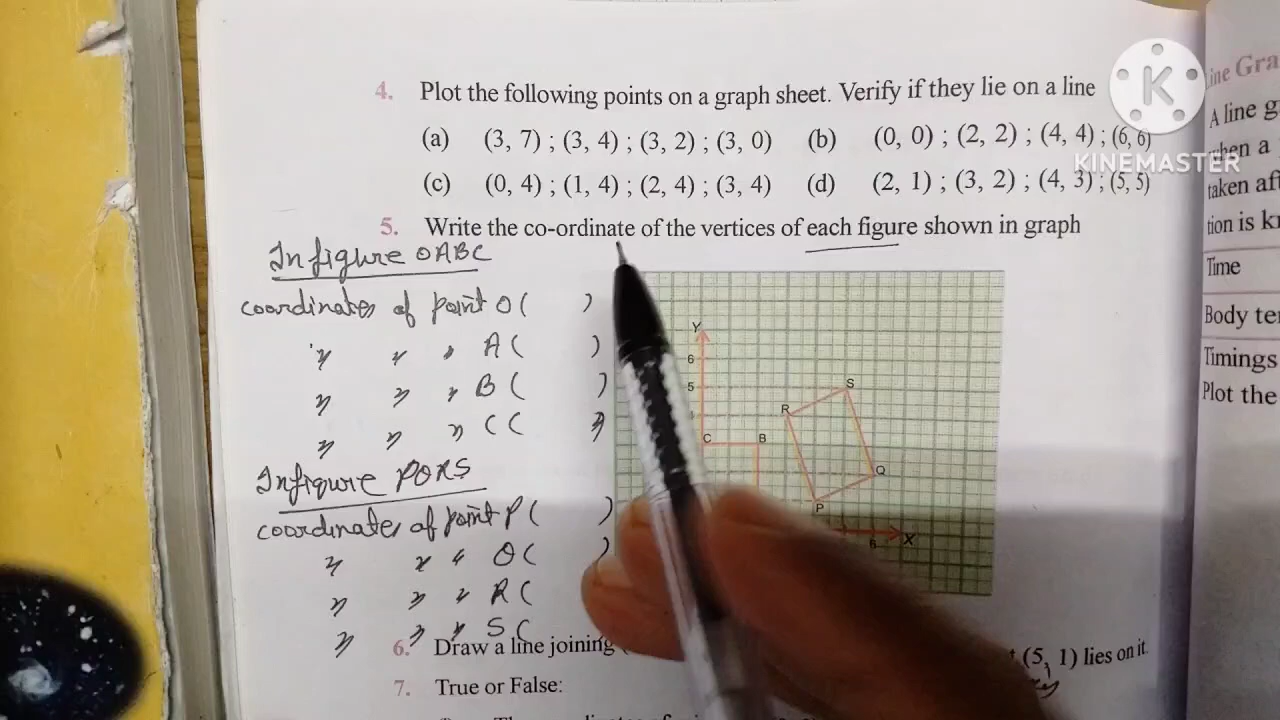 4. Plot the following points on a graph sheet. Verify if they lie on a line
(a) (3, 7) ; (3, 4) ; (3, 2) ; (3, 0) (b) (0, 0) ; (2, 2) ; (4, 4) ; (6, 6)
(c) (0, 4) ; (1, 4) ; (2, 4) ; (3, 4) (d) (2, 1) ; (3, 2) ; (4, 3) ; (5, 5)
5. Write the co-ordinate of the vertices of each figure shown in graph
K
KINEMASTER
In figure OABC
coordinates of point O( )
" " " A( )
" " " B( )
" " " C( )
In figure PQRS
coordinates of point P( )
" " " Q( )
" " " R(
" " " S(
Y
6
5
S
R
C B
Q
P
6 X
6. Draw a line joining
(5, 1) lies on it.
7. True or False:
Line Gra
A line g
when a
taken aft
tion is k
Time
Body te
Timings
Plot the